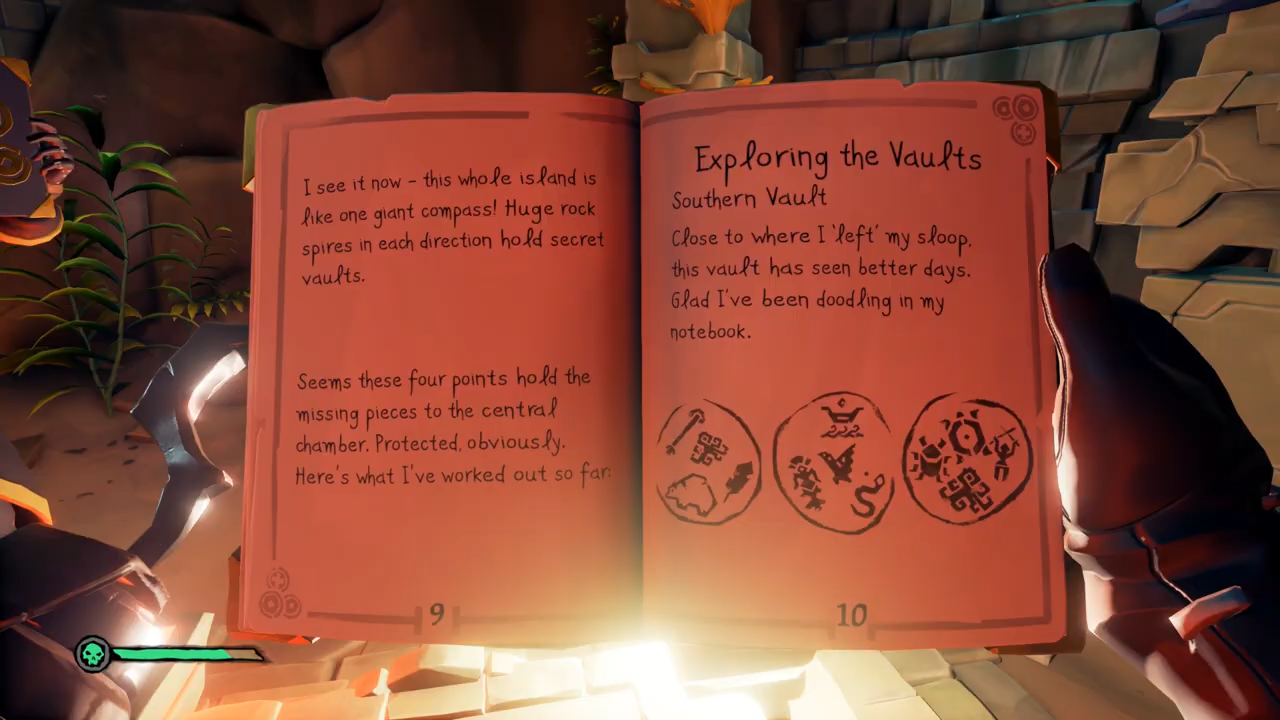 I see it now – this whole island is
like one giant compass! Huge rock
spires in each direction hold secret
vaults.
Seems these four points hold the
missing pieces to the central
chamber. Protected, obviously.
Here's what I've worked out so far:
9
Exploring the Vaults
Southern Vault
Close to where I 'left' my sloop,
this vault has seen better days.
Glad I've been doodling in my
notebook.
10